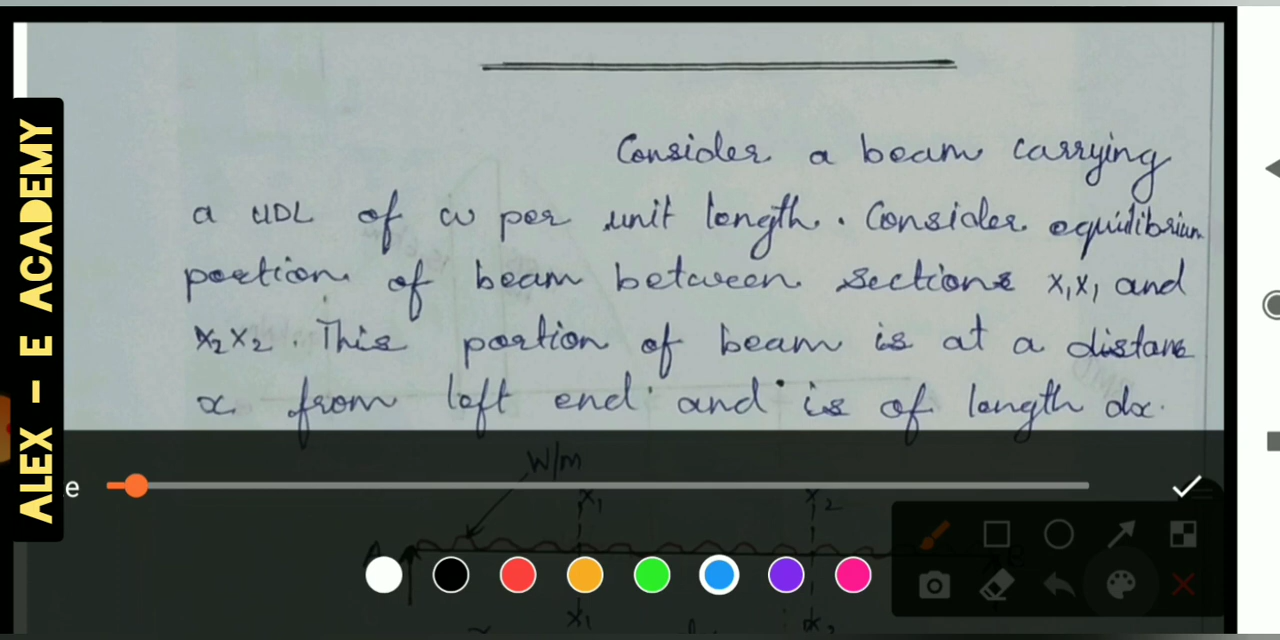 ALEX – E ACADEMY
Consider a beam carrying
a UDL of w per unit length. Consider equilibrium
portion of beam between sections x₁x₁ and
x₂x₂. This portion of beam is at a distance
x from left end and is of length dx.
W/m
e
x₁
x₂
x₁
x₂